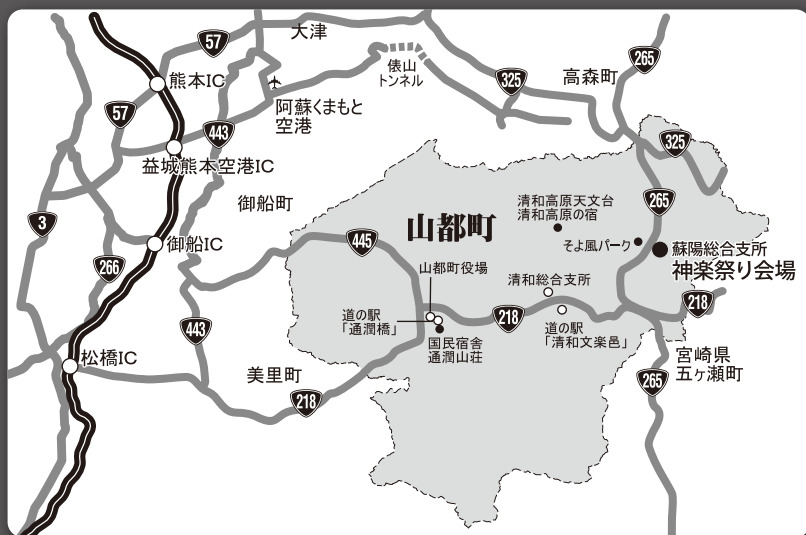 57
大津
265
熊本IC
俵山
トンネル
325
高森町
57
阿蘇くまもと
空港
443
325
益城熊本空港IC
御船町
清和高原天文台
清和高原の宿
265
山都町
3
445
そよ風パーク
蘇陽総合支所
神楽祭り会場
御船IC
266
山都町役場
清和総合支所
218
443
道の駅
「通潤橋」
218
道の駅
「清和文楽邑」
国民宿舎
通潤山荘
松橋IC
美里町
218
宮崎県
五ヶ瀬町
265